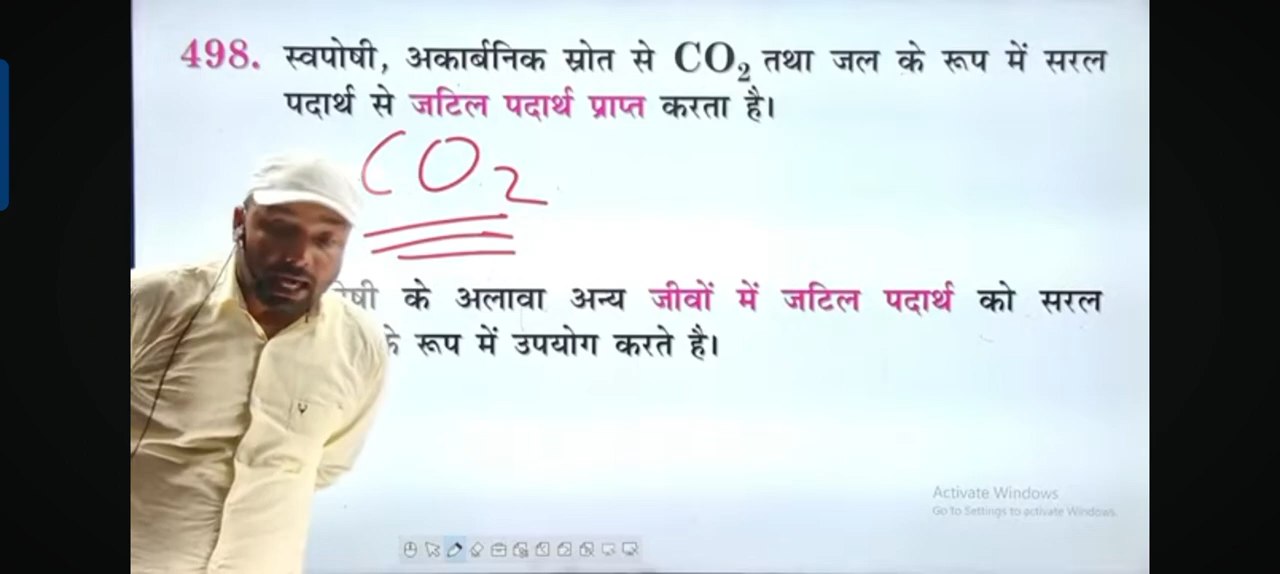 498. स्वपोषी, अकार्बनिक स्रोत से CO₂ तथा जल के रूप में सरल
पदार्थ से जटिल पदार्थ प्राप्त करता है।
CO₂
के अलावा अन्य जीवों में जटिल पदार्थ को सरल
रूप में उपयोग करते है।
Activate Windows
Go to Settings to activate Windows.